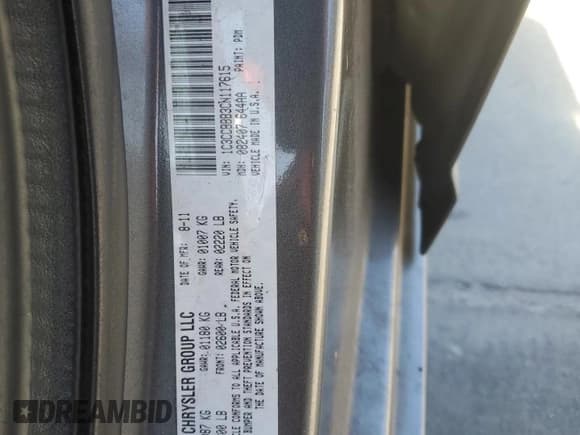 CHRYSLER GROUP LLC
DATE OF MFR: 8-11
VIN: 1C3CCBBB3CN117615
GAWR: 01180 KG
GAWR: 01007 KG
MDH: 082407 644AA
PAINT: PDM
FRONT: 02600 LB
REAR: 02220 LB
VEHICLE MADE IN U.S.A.
CONFORMS TO ALL APPLICABLE U.S.A. FEDERAL MOTOR VEHICLE SAFETY,
BUMPER AND THEFT PREVENTION STANDARDS IN EFFECT ON
THE DATE OF MANUFACTURE SHOWN ABOVE.
DREAMBID